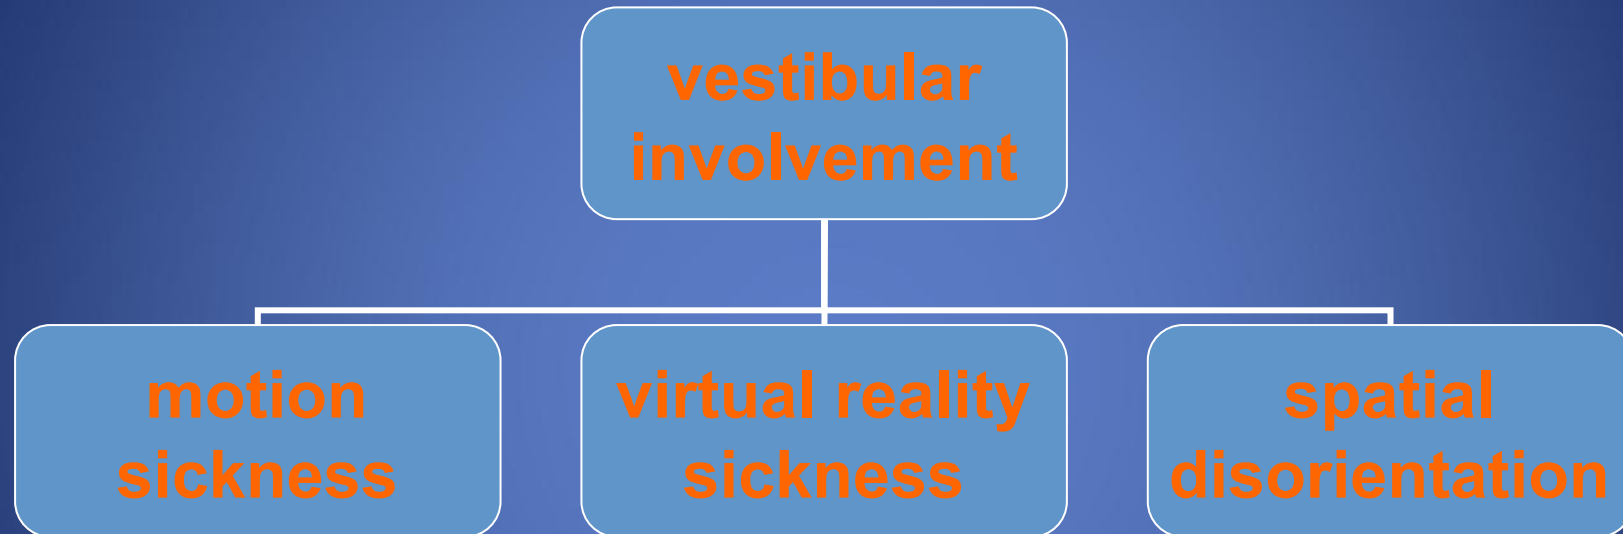 vestibular
involvement
motion
sickness
virtual reality
sickness
spatial
disorientation